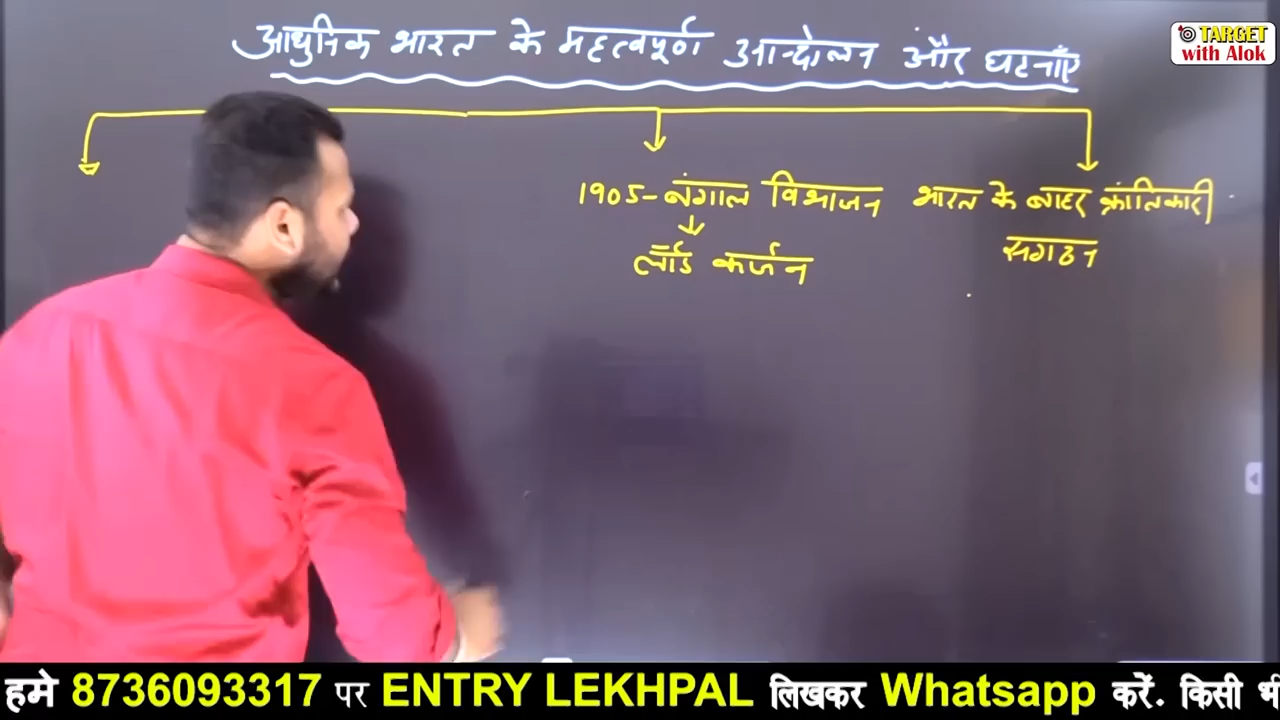 आधुनिक भारत के महत्वपूर्ण आन्दोलन और घटनाएँ
TARGET
with Alok
1905-बंगाल विभाजन
लॉर्ड कर्जन
भारत के बाहर क्रांतिकारी
सगठन
हमे 8736093317 पर ENTRY LEKHPAL लिखकर Whatsapp करें. किसी भी